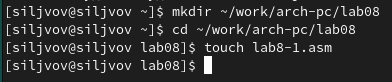 [siljvov@siljvov ~]$ mkdir ~/work/arch-pc/lab08
[siljvov@siljvov ~]$ cd ~/work/arch-pc/lab08
[siljvov@siljvov lab08]$ touch lab8-1.asm
[siljvov@siljvov lab08]$